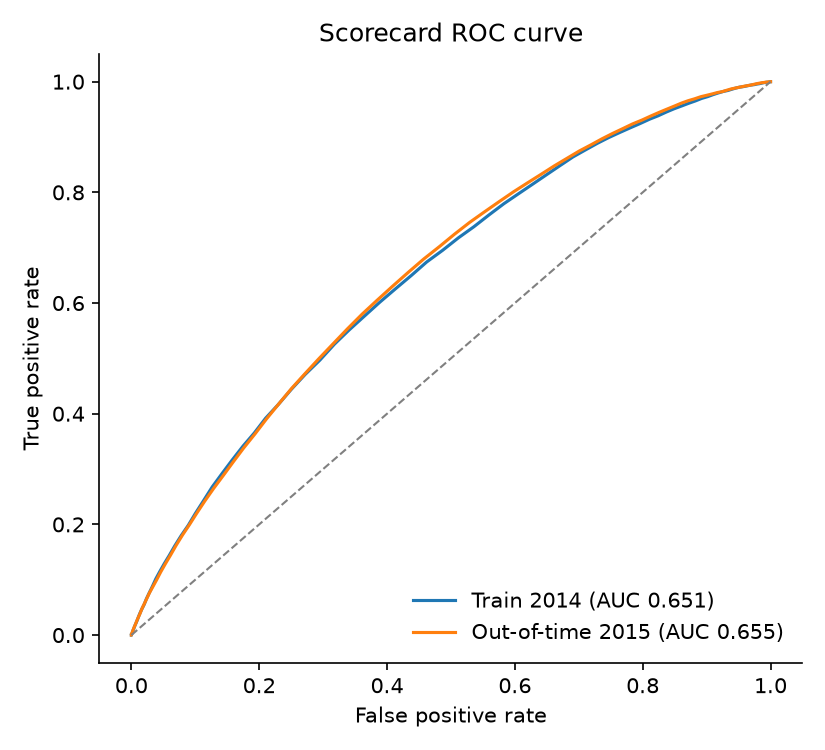 Scorecard ROC curve
True positive rate
1.0
0.8
0.6
0.4
0.2
0.0
Train 2014 (AUC 0.651)
Out-of-time 2015 (AUC 0.655)
0.0 0.2 0.4 0.6 0.8 1.0
False positive rate